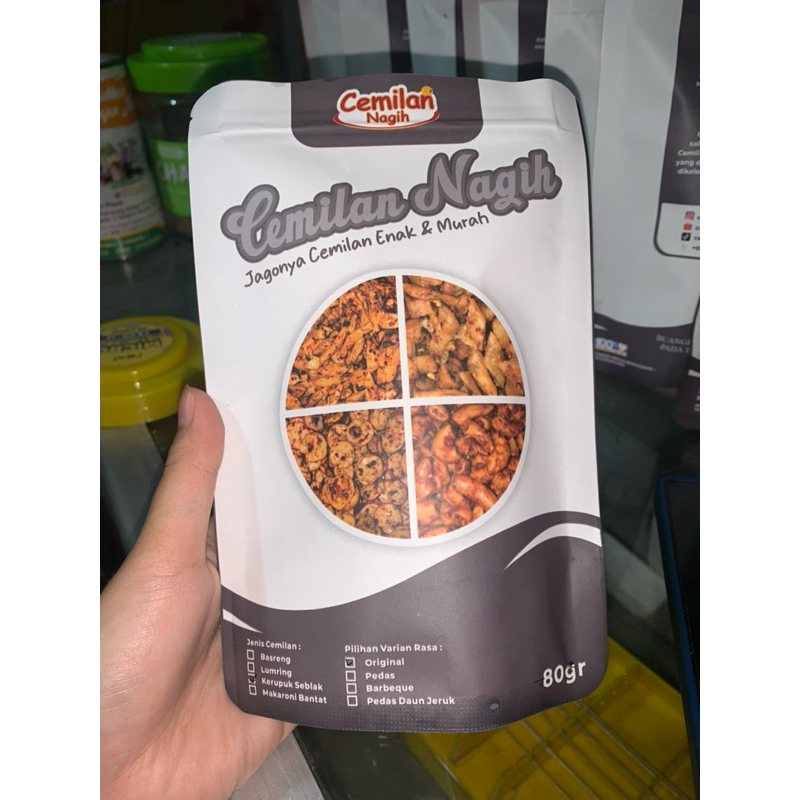 Cemilan
Nagih
Cemilan Nagih
Jagonya Cemilan Enak & Murah
Jenis Cemilan :
Basreng
Lumring
Kerupuk Seblak
Makaroni Bantat
Pilihan Varian Rasa :
Original
Pedas
Barbeque
Pedas Daun Jeruk
80gr